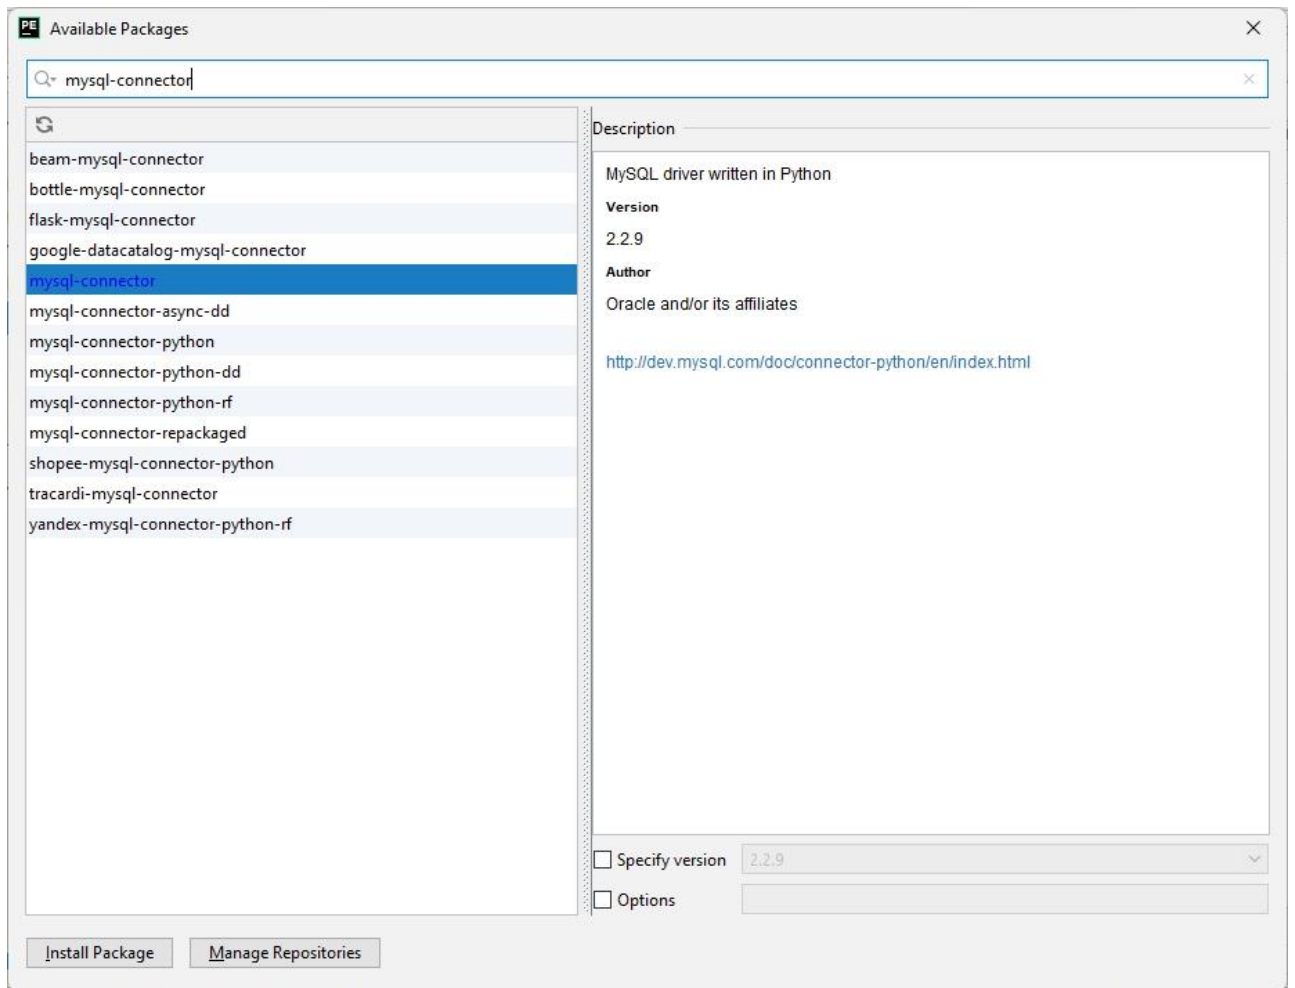 PE Available Packages
mysql-connector
Description
beam-mysql-connector
bottle-mysql-connector
flask-mysql-connector
google-datacatalog-mysql-connector
mysql-connector
mysql-connector-async-dd
mysql-connector-python
mysql-connector-python-dd
mysql-connector-python-rf
mysql-connector-repackaged
shopee-mysql-connector-python
tracardi-mysql-connector
yandex-mysql-connector-python-rf
MySQL driver written in Python
Version
2.2.9
Author
Oracle and/or its affiliates
http://dev.mysql.com/doc/connector-python/en/index.html
Specify version 2.2.9
Options
Install Package Manage Repositories